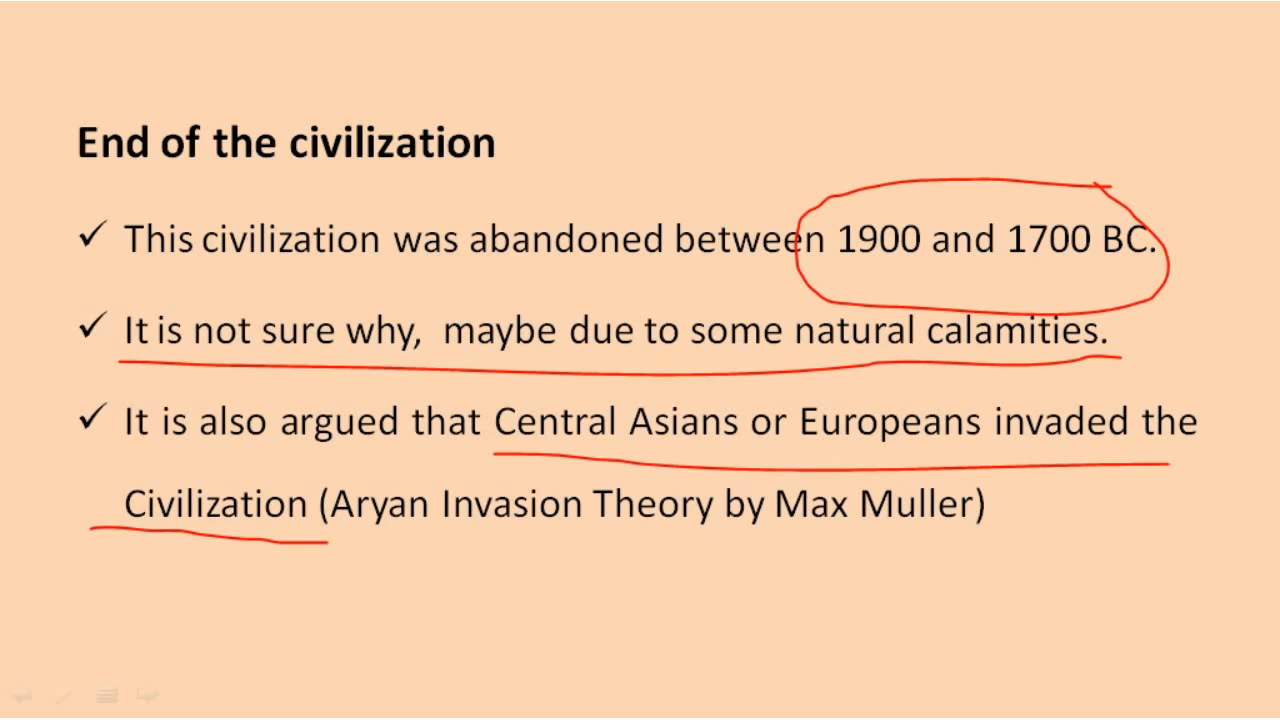 End of the civilization
✓ This civilization was abandoned between 1900 and 1700 BC.
✓ It is not sure why, maybe due to some natural calamities.
✓ It is also argued that Central Asians or Europeans invaded the
Civilization (Aryan Invasion Theory by Max Muller)